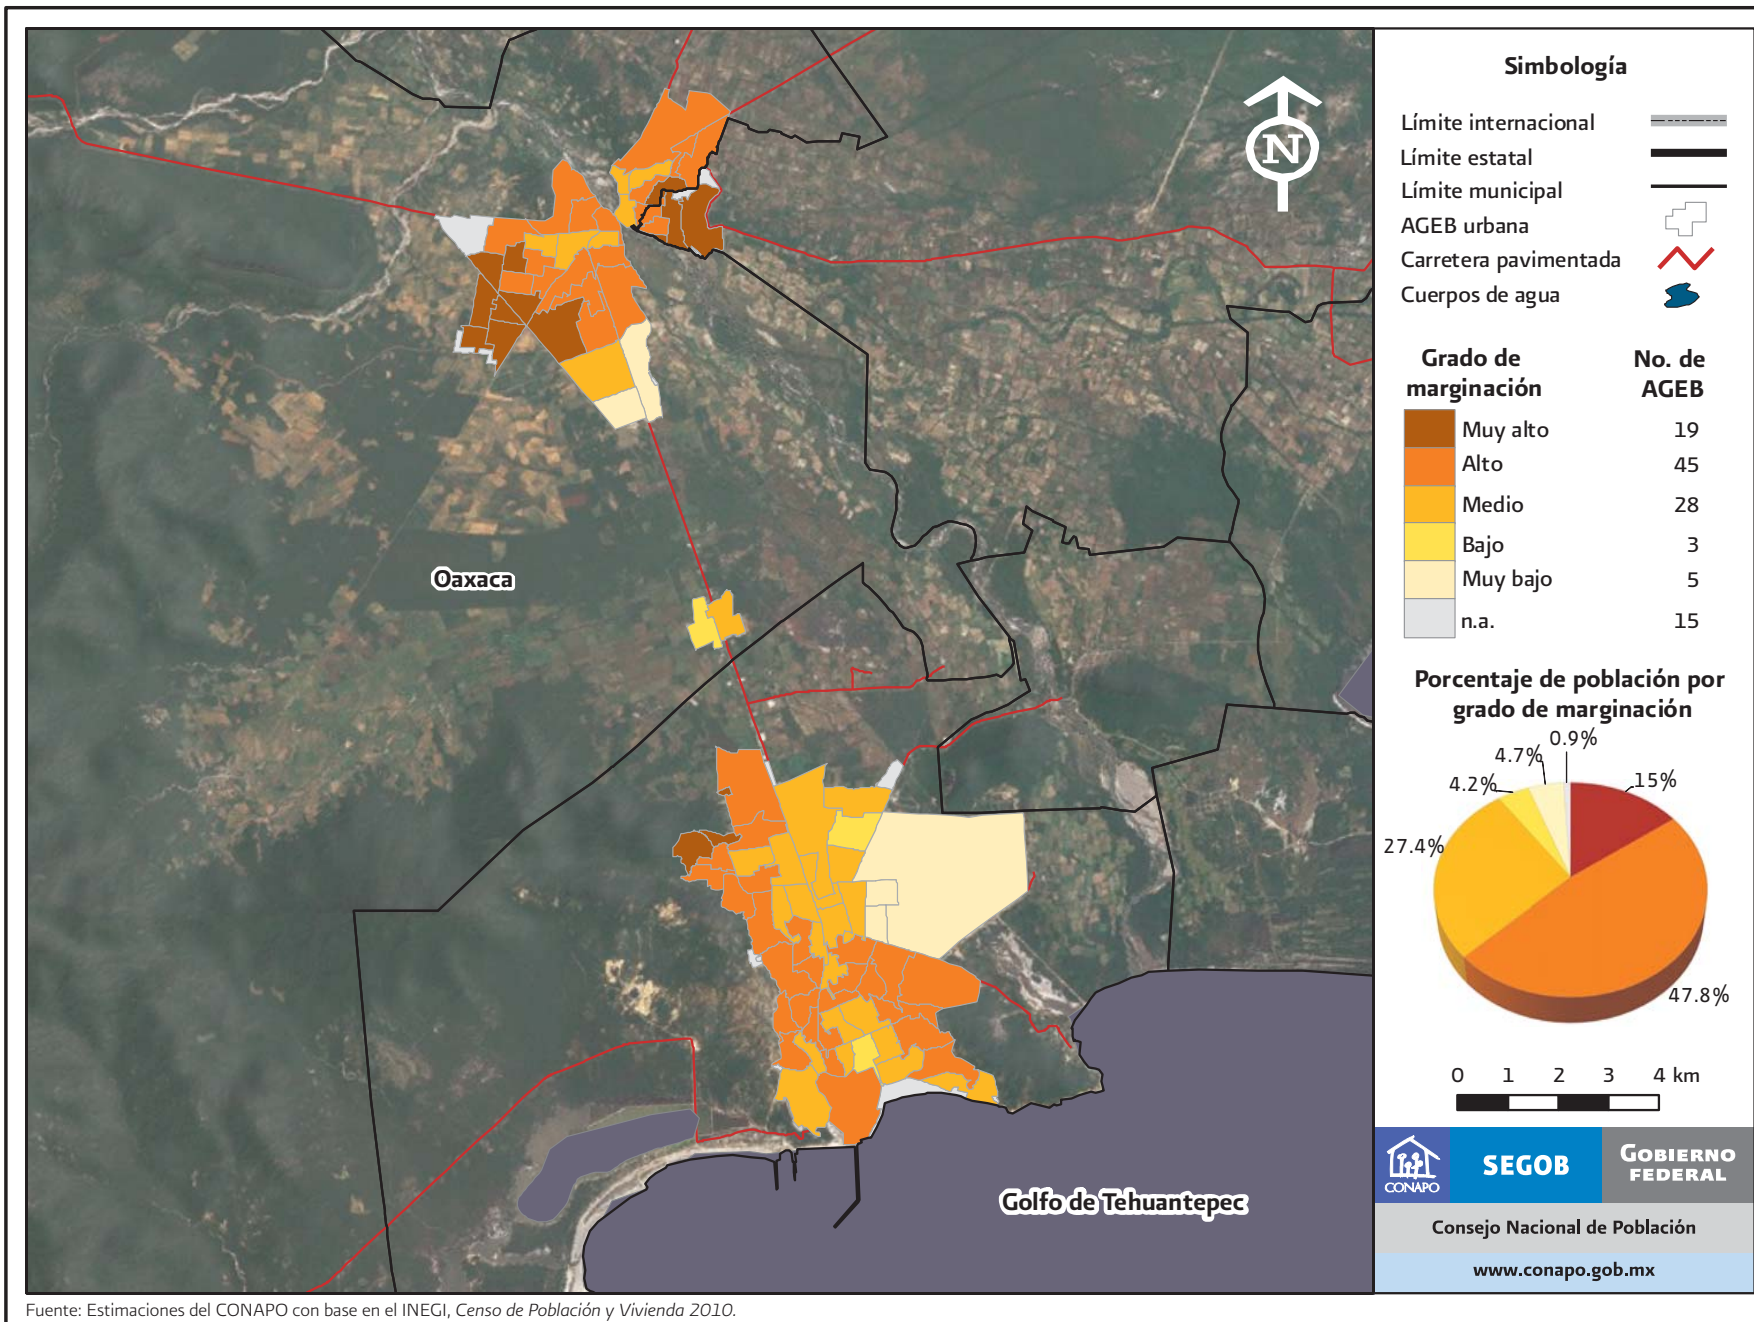 N
Oaxaca
Golfo de Tehuantepec
Simbología
Límite internacional
Límite estatal
Límite municipal
AGEB urbana
Carretera pavimentada
Cuerpos de agua
Grado de marginación
No. de AGEB
Muy alto 19
Alto 45
Medio 28
Bajo 3
Muy bajo 5
n.a. 15
Porcentaje de población por
grado de marginación
0.9%
4.7%
4.2%
15%
27.4%
47.8%
0 1 2 3 4 km
CONAPO
SEGOB
GOBIERNO
FEDERAL
Consejo Nacional de Población
www.conapo.gob.mx
Fuente: Estimaciones del CONAPO con base en el INEGI, Censo de Población y Vivienda 2010.